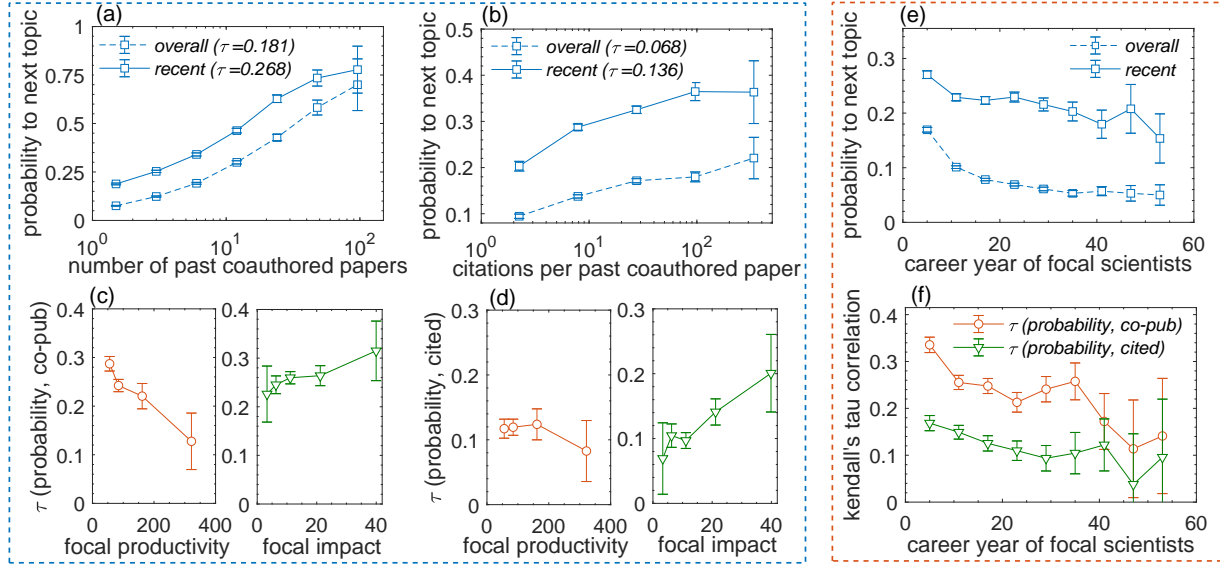 (a)
probability to next topic
1
0.75
0.5
0.25
0
overall (τ=0.181)
recent (τ=0.268)
10^0
10^1
10^2
number of past coauthored papers
(b)
probability to next topic
0.5
0.4
0.3
0.2
0.1
overall (τ=0.068)
recent (τ=0.136)
10^0
10^2
citations per past coauthored paper
(c)
τ (probability, co-pub)
0.4
0.3
0.2
0.1
0
0
200
400
focal productivity
0.4
0.3
0.2
0.1
0
0
20
40
focal impact
(d)
τ (probability, cited)
0.3
0.2
0.1
0
0
200
400
focal productivity
0.3
0.2
0.1
0
0
20
40
focal impact
(e)
probability to next topic
0.3
0.15
0
overall
recent
0
20
40
60
career year of focal scientists
(f)
kendall's tau correlation
0.4
0.3
0.2
0.1
0
τ (probability, co-pub)
τ (probability, cited)
0
20
40
60
career year of focal scientists